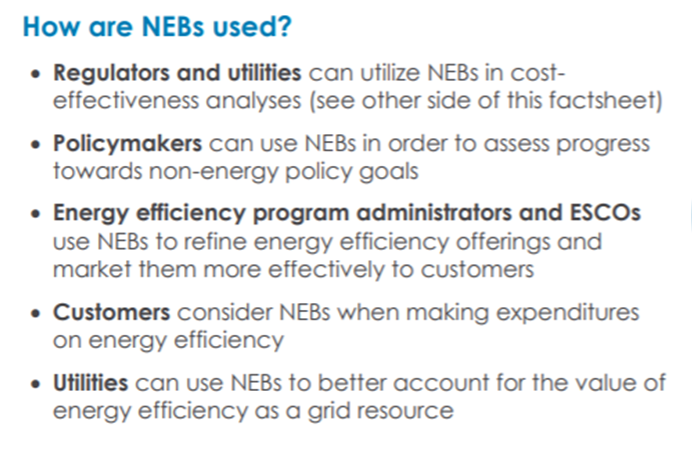 How are NEBs used?
• Regulators and utilities can utilize NEBs in cost-
effectiveness analyses (see other side of this factsheet)
• Policymakers can use NEBs in order to assess progress
towards non-energy policy goals
• Energy efficiency program administrators and ESCOs
use NEBs to refine energy efficiency offerings and
market them more effectively to customers
• Customers consider NEBs when making expenditures
on energy efficiency
• Utilities can use NEBs to better account for the value of
energy efficiency as a grid resource